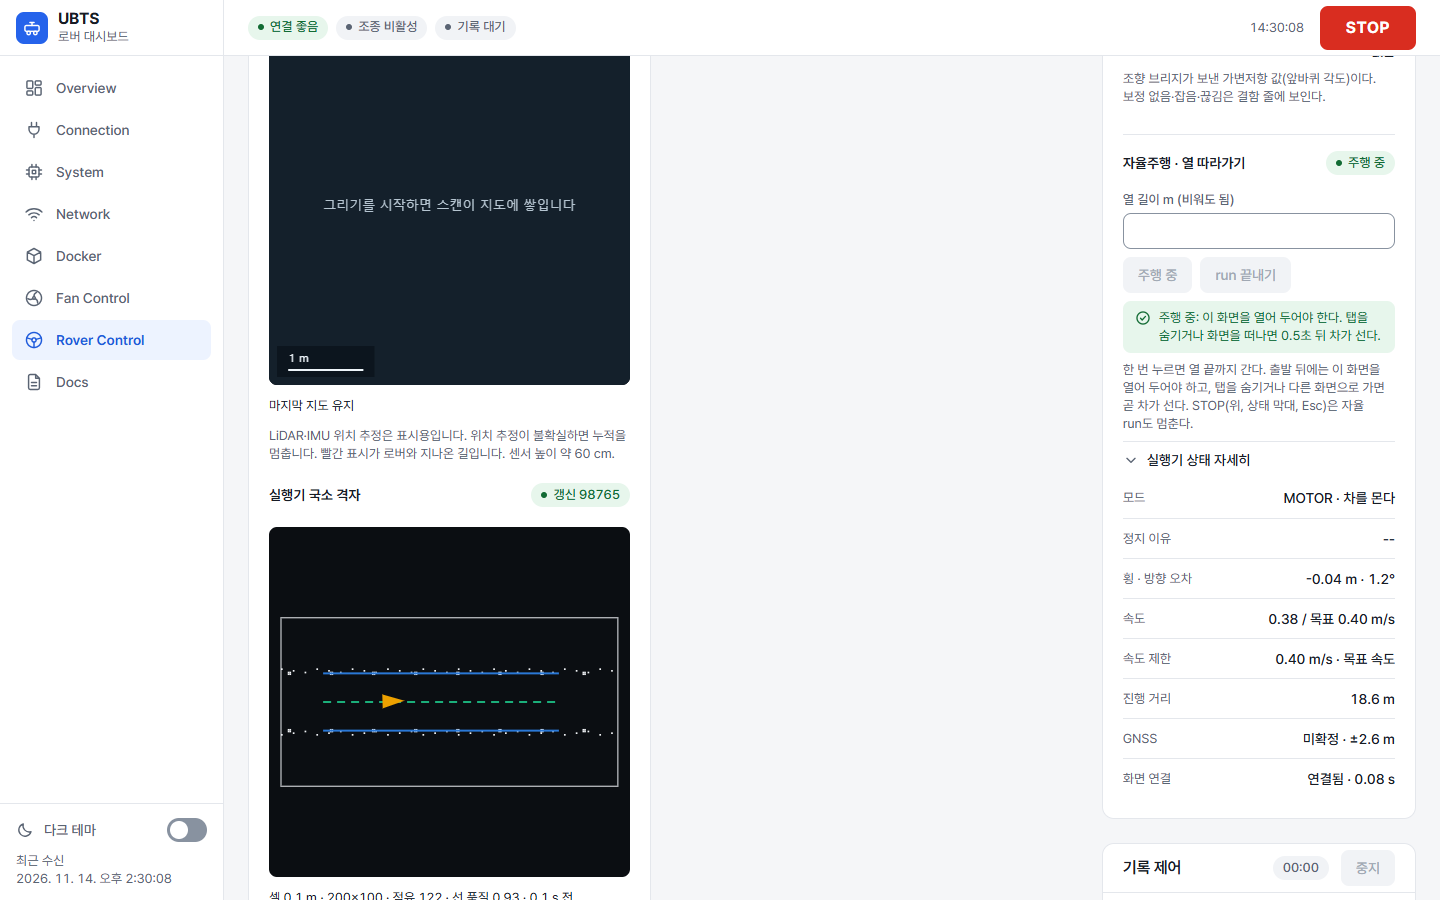 UBTS
로버 대시보드
연결 좋음
조종 비활성
기록 대기
14:30:08
STOP
Overview
Connection
System
Network
Docker
Fan Control
Rover Control
Docs
다크 테마
최근 수신
2026. 11. 14. 오후 2:30:08
그리기를 시작하면 스캔이 지도에 쌓입니다
1 m
마지막 지도 유지
LiDAR·IMU 위치 추정은 표시용입니다. 위치 추정이 불확실하면 누적을
멈춥니다. 빨간 표시가 로버와 지나온 길입니다. 센서 높이 약 60 cm.
실행기 국소 격자
갱신 98765
셀 0.1 m · 200×100 · 점유 122 · 선 품질 0.93 · 0.1 s 전
조향 브리지가 보낸 가변저항 값(앞바퀴 각도)이다.
보정 없음·잡음·끊김은 결함 줄에 보인다.
자율주행 · 열 따라가기
주행 중
열 길이 m (비워도 됨)
주행 중
run 끝내기
주행 중: 이 화면을 열어 두어야 한다. 탭을
숨기거나 화면을 떠나면 0.5초 뒤 차가 선다.
한 번 누르면 열 끝까지 간다. 출발 뒤에는 이 화면을
열어 두어야 하고, 탭을 숨기거나 다른 화면으로 가면
곧 차가 선다. STOP(위, 상태 막대, Esc)은 자율
run도 멈춘다.
실행기 상태 자세히
모드
MOTOR · 차를 몬다
정지 이유
--
횡 · 방향 오차
-0.04 m · 1.2°
속도
0.38 / 목표 0.40 m/s
속도 제한
0.40 m/s · 목표 속도
진행 거리
18.6 m
GNSS
미확정 · ±2.6 m
화면 연결
연결됨 · 0.08 s
기록 제어
00:00
중지